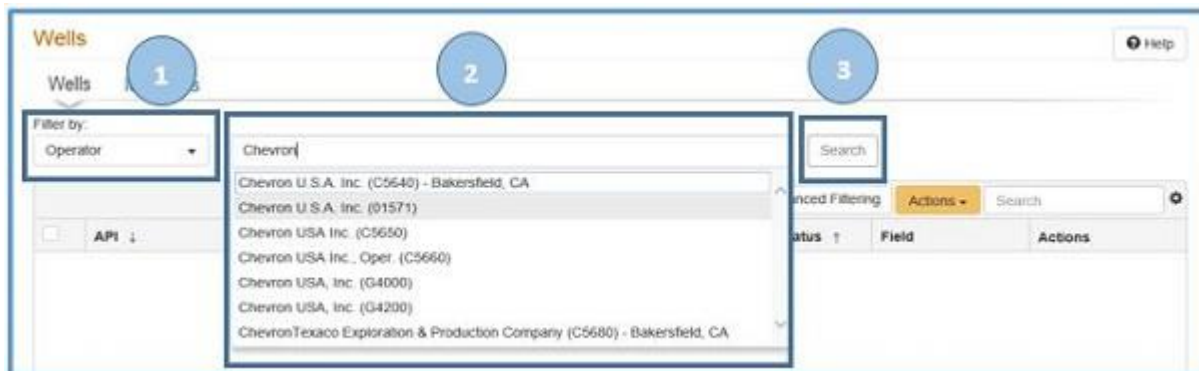 Wells
Help
1
2
3
Wells
Filter by:
Operator
Chevron
Search
Chevron U.S.A. Inc. (C5640) - Bakersfield, CA
Chevron U.S.A. Inc. (01571)
Chevron USA Inc. (C5650)
Chevron USA Inc., Oper. (C5660)
Chevron USA, Inc. (G4000)
Chevron USA, Inc. (G4200)
ChevronTexaco Exploration & Production Company (C5680) - Bakersfield, CA
Filtering
Actions
Search
API ↓
↑
Field
Actions